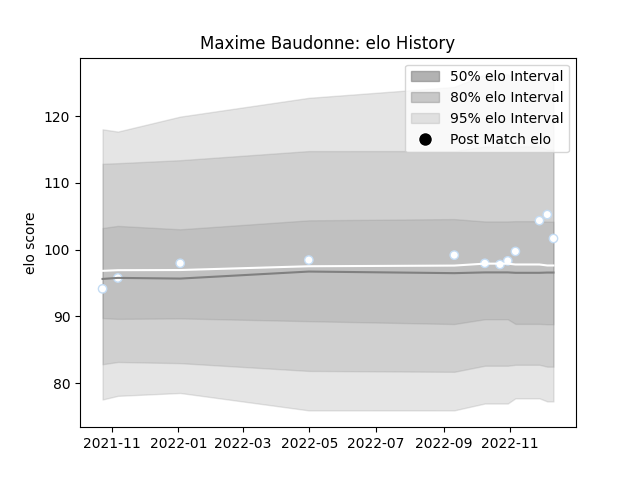 Maxime Baudonne: elo History
50% elo Interval
80% elo Interval
95% elo Interval
Post Match elo
elo score
120
110
100
90
80
2021-11 2022-01 2022-03 2022-05 2022-07 2022-09 2022-11